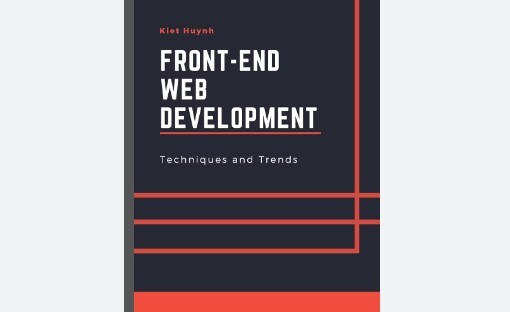 Kiet Huynh
FRONT-END
WEB
DEVELOPMENT
Techniques and Trends